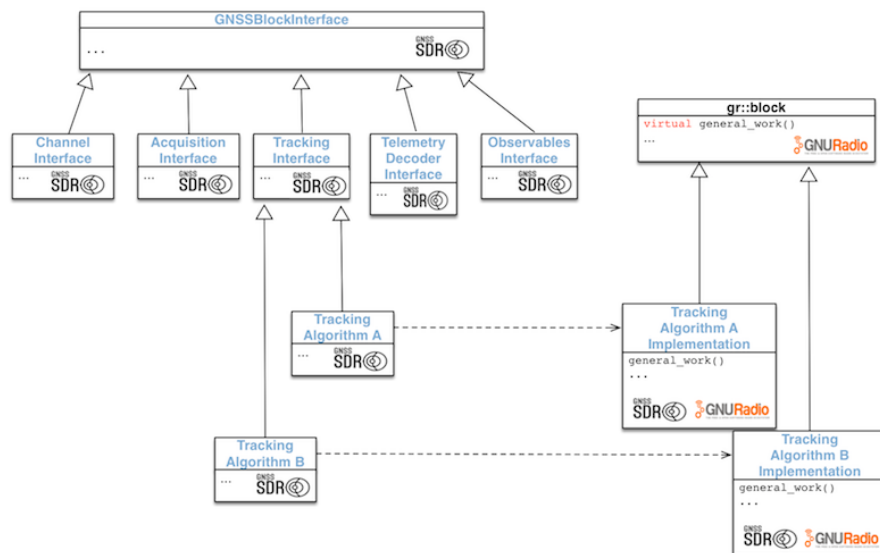 GNSSBlockInterface
...
GNSS
SDR
gr::block
virtual general_work()
...
GNURadio
Channel
Interface
...
GNSS
SDR
Acquisition
Interface
...
GNSS
SDR
Tracking
Interface
...
GNSS
SDR
Telemetry
Decoder
Interface
...
GNSS
SDR
Observables
Interface
...
GNSS
SDR
Tracking
Algorithm A
...
GNSS
SDR
Tracking
Algorithm A
Implementation
general_work()
...
GNSS
SDR
GNURadio
Tracking
Algorithm B
...
GNSS
SDR
Tracking
Algorithm B
Implementation
general_work()
...
GNSS
SDR
GNURadio